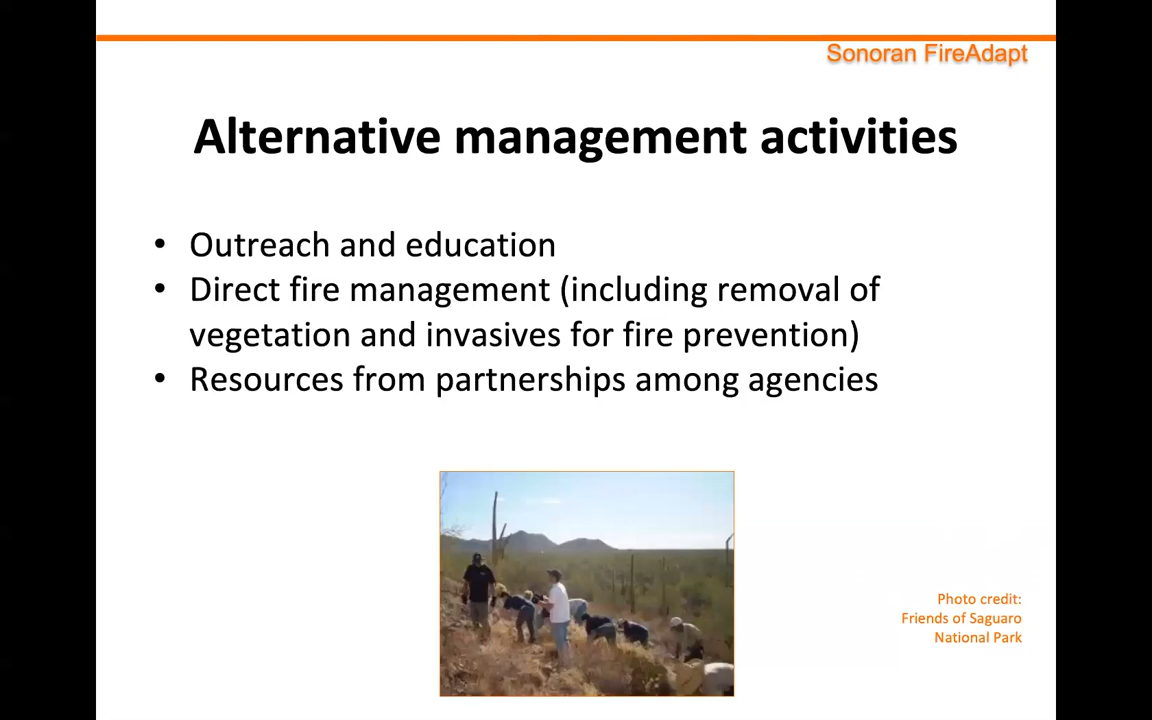 Sonoran FireAdapt
Alternative management activities
• Outreach and education
• Direct fire management (including removal of
vegetation and invasives for fire prevention)
• Resources from partnerships among agencies
Photo credit:
Friends of Saguaro
National Park